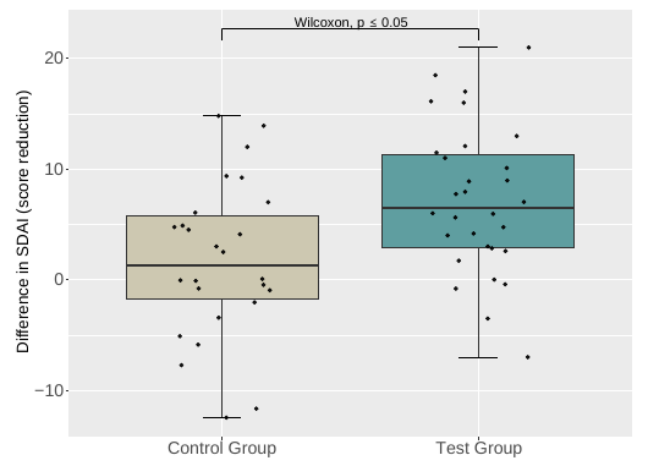 Wilcoxon, p ≤ 0.05
Difference in SDAI (score reduction)
20
10
0
−10
Control Group
Test Group